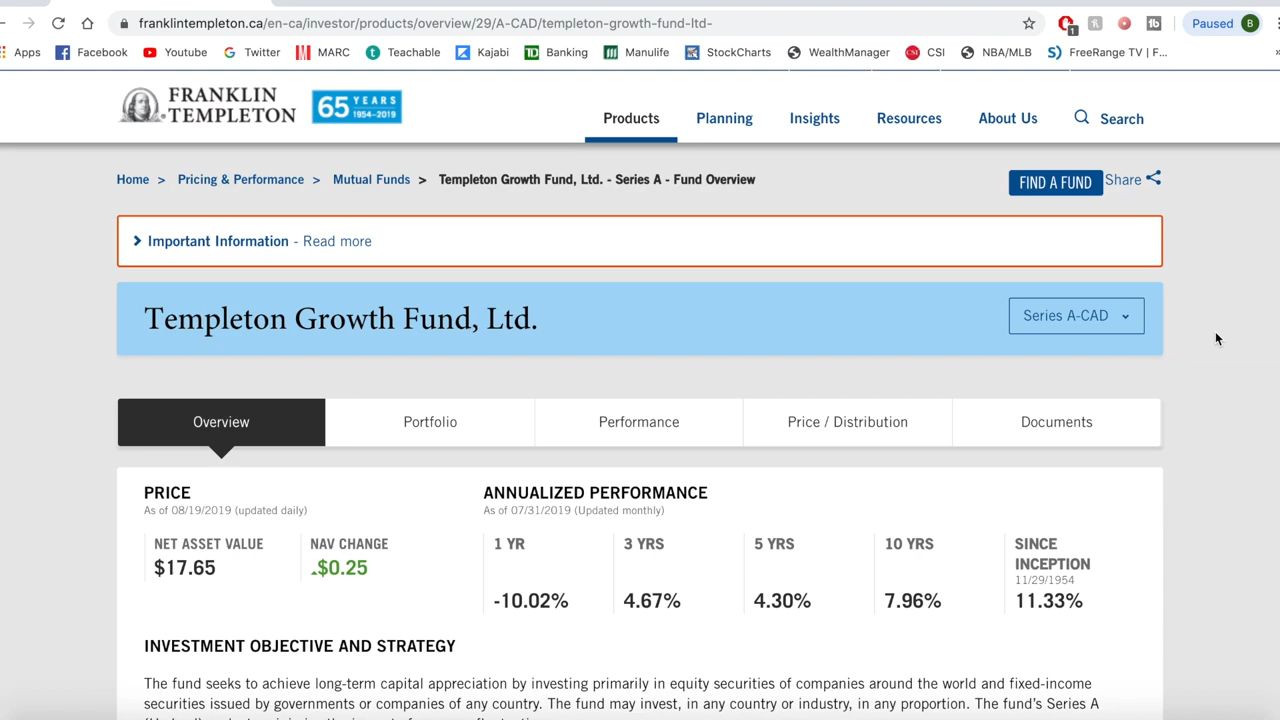 franklintempleton.ca/en-ca/investor/products/overview/29/A-CAD/templeton-growth-fund-ltd-
1
Paused B
Apps Facebook Youtube Twitter MARC Teachable Kajabi Banking Manulife StockCharts WealthManager CSI NBA/MLB FreeRange TV | F...
FRANKLIN
TEMPLETON
65 YEARS
1954–2019
Products Planning Insights Resources About Us Search
Home > Pricing & Performance > Mutual Funds > Templeton Growth Fund, Ltd. - Series A - Fund Overview
FIND A FUND Share
Important Information - Read more
Templeton Growth Fund, Ltd.
Series A-CAD
Overview Portfolio Performance Price / Distribution Documents
PRICE
As of 08/19/2019 (updated daily)
NET ASSET VALUE
$17.65
NAV CHANGE
$0.25
ANNUALIZED PERFORMANCE
As of 07/31/2019 (Updated monthly)
1 YR 3 YRS 5 YRS 10 YRS SINCE
INCEPTION
11/29/1954
-10.02% 4.67% 4.30% 7.96% 11.33%
INVESTMENT OBJECTIVE AND STRATEGY
The fund seeks to achieve long-term capital appreciation by investing primarily in equity securities of companies around the world and fixed-income
securities issued by governments or companies of any country. The fund may invest, in any country or industry, in any proportion. The fund's Series A